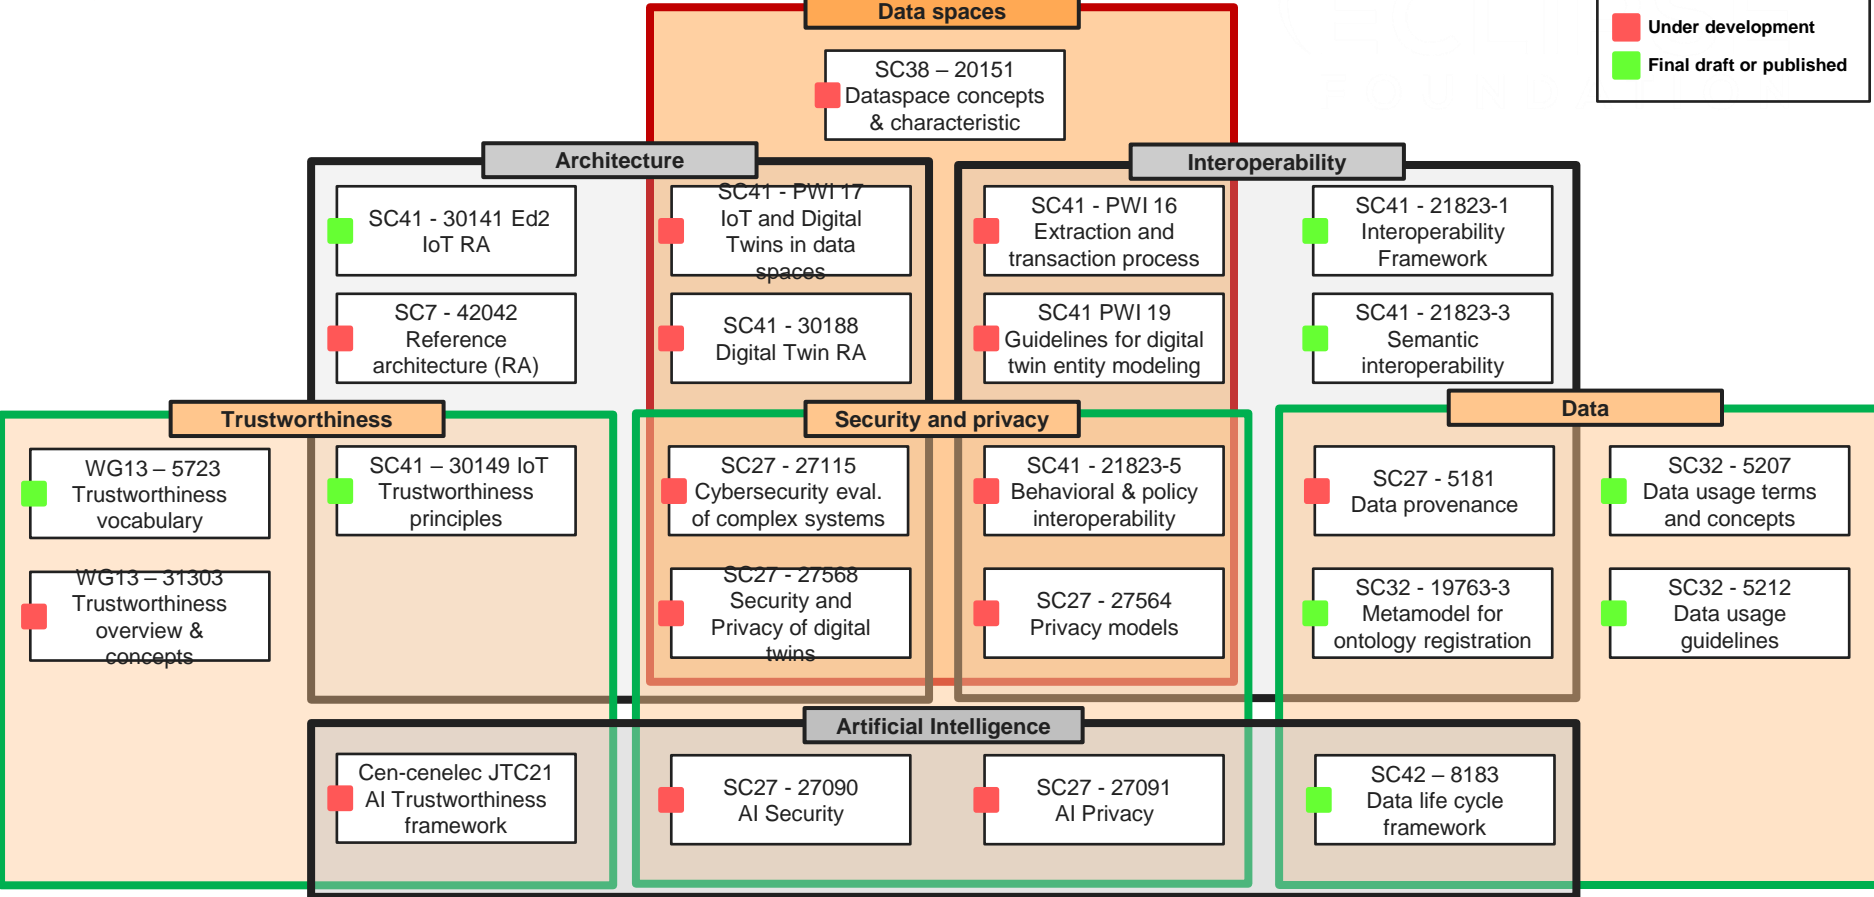 Data spaces
Under development
Final draft or published
SC38 – 20151
Dataspace concepts
& characteristic
Architecture
Interoperability
SC41 - 30141 Ed2
IoT RA
SC41 - PWI 17
IoT and Digital
Twins in data
spaces
SC41 - PWI 16
Extraction and
transaction process
SC41 - 21823-1
Interoperability
Framework
SC7 - 42042
Reference
architecture (RA)
SC41 - 30188
Digital Twin RA
SC41 PWI 19
Guidelines for digital
twin entity modeling
SC41 - 21823-3
Semantic
interoperability
Trustworthiness
Security and privacy
Data
WG13 – 5723
Trustworthiness
vocabulary
SC41 – 30149 IoT
Trustworthiness
principles
SC27 - 27115
Cybersecurity eval.
of complex systems
SC41 - 21823-5
Behavioral & policy
interoperability
SC27 - 5181
Data provenance
SC32 - 5207
Data usage terms
and concepts
WG13 – 31303
Trustworthiness
overview &
concepts
SC27 - 27568
Security and
Privacy of digital
twins
SC27 - 27564
Privacy models
SC32 - 19763-3
Metamodel for
ontology registration
SC32 - 5212
Data usage
guidelines
Artificial Intelligence
Cen-cenelec JTC21
AI Trustworthiness
framework
SC27 - 27090
AI Security
SC27 - 27091
AI Privacy
SC42 – 8183
Data life cycle
framework